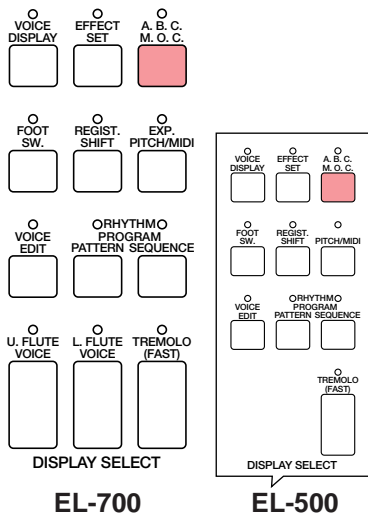 VOICE DISPLAY
EFFECT SET
A. B. C. M. O. C.
FOOT SW.
REGIST. SHIFT
EXP. PITCH/MIDI
VOICE EDIT
RHYTHM PROGRAM
PATTERN SEQUENCE
U. FLUTE VOICE
L. FLUTE VOICE
TREMOLO (FAST)
DISPLAY SELECT
EL-700
VOICE DISPLAY
EFFECT SET
A. B. C. M. O. C.
FOOT SW.
REGIST. SHIFT
PITCH/MIDI
VOICE EDIT
RHYTHM PROGRAM
PATTERN SEQUENCE
TREMOLO (FAST)
DISPLAY SELECT
EL-500